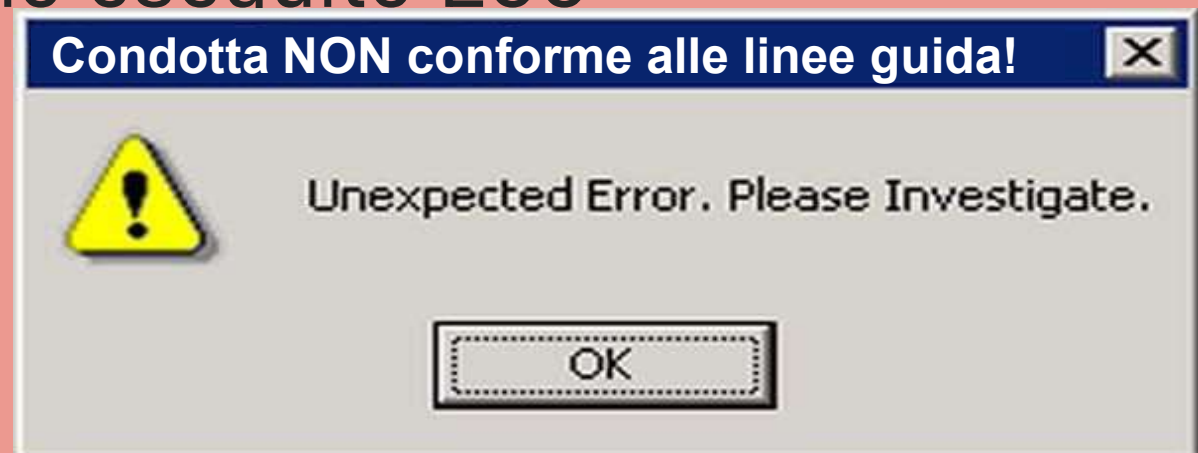 Condotta NON conforme alle linee guida!
Unexpected Error. Please Investigate.
OK